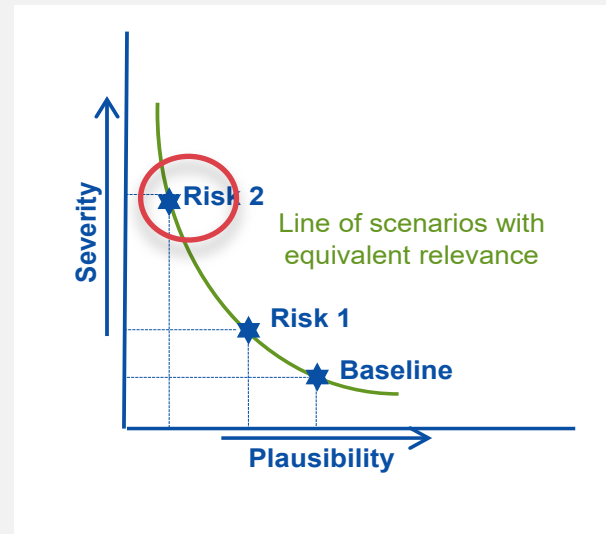 Severity
Risk 2
Line of scenarios with
equivalent relevance
Risk 1
Baseline
Plausibility